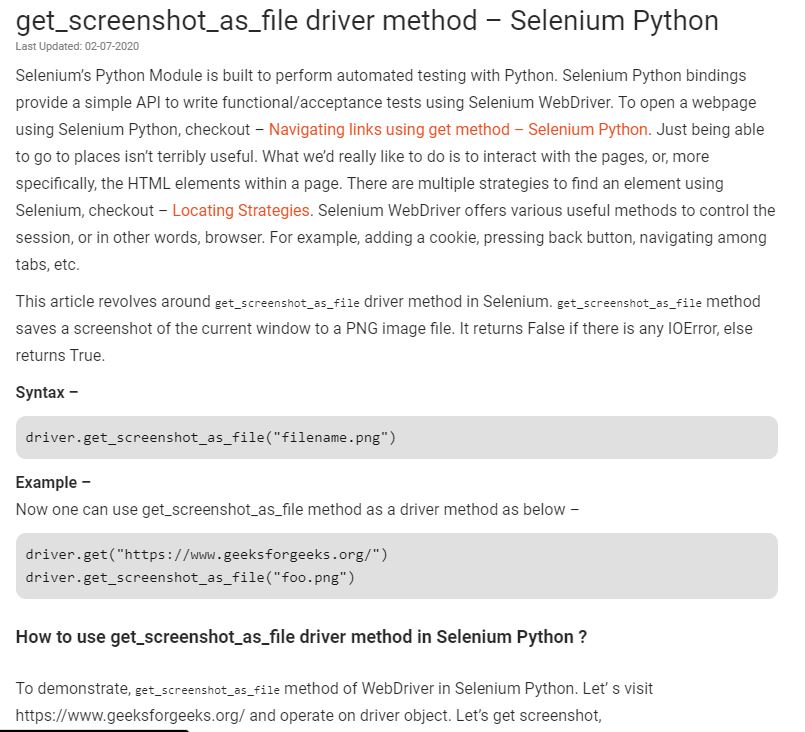 get_screenshot_as_file driver method – Selenium Python
Last Updated: 02-07-2020
Selenium's Python Module is built to perform automated testing with Python. Selenium Python bindings
provide a simple API to write functional/acceptance tests using Selenium WebDriver. To open a webpage
using Selenium Python, checkout – Navigating links using get method – Selenium Python. Just being able
to go to places isn't terribly useful. What we'd really like to do is to interact with the pages, or, more
specifically, the HTML elements within a page. There are multiple strategies to find an element using
Selenium, checkout – Locating Strategies. Selenium WebDriver offers various useful methods to control the
session, or in other words, browser. For example, adding a cookie, pressing back button, navigating among
tabs, etc.
This article revolves around get_screenshot_as_file driver method in Selenium. get_screenshot_as_file method
saves a screenshot of the current window to a PNG image file. It returns False if there is any IOError, else
returns True.
Syntax –
driver.get_screenshot_as_file("filename.png")
Example –
Now one can use get_screenshot_as_file method as a driver method as below –
driver.get("https://www.geeksforgeeks.org/")
driver.get_screenshot_as_file("foo.png")
How to use get_screenshot_as_file driver method in Selenium Python ?
To demonstrate, get_screenshot_as_file method of WebDriver in Selenium Python. Let' s visit
https://www.geeksforgeeks.org/ and operate on driver object. Let's get screenshot,